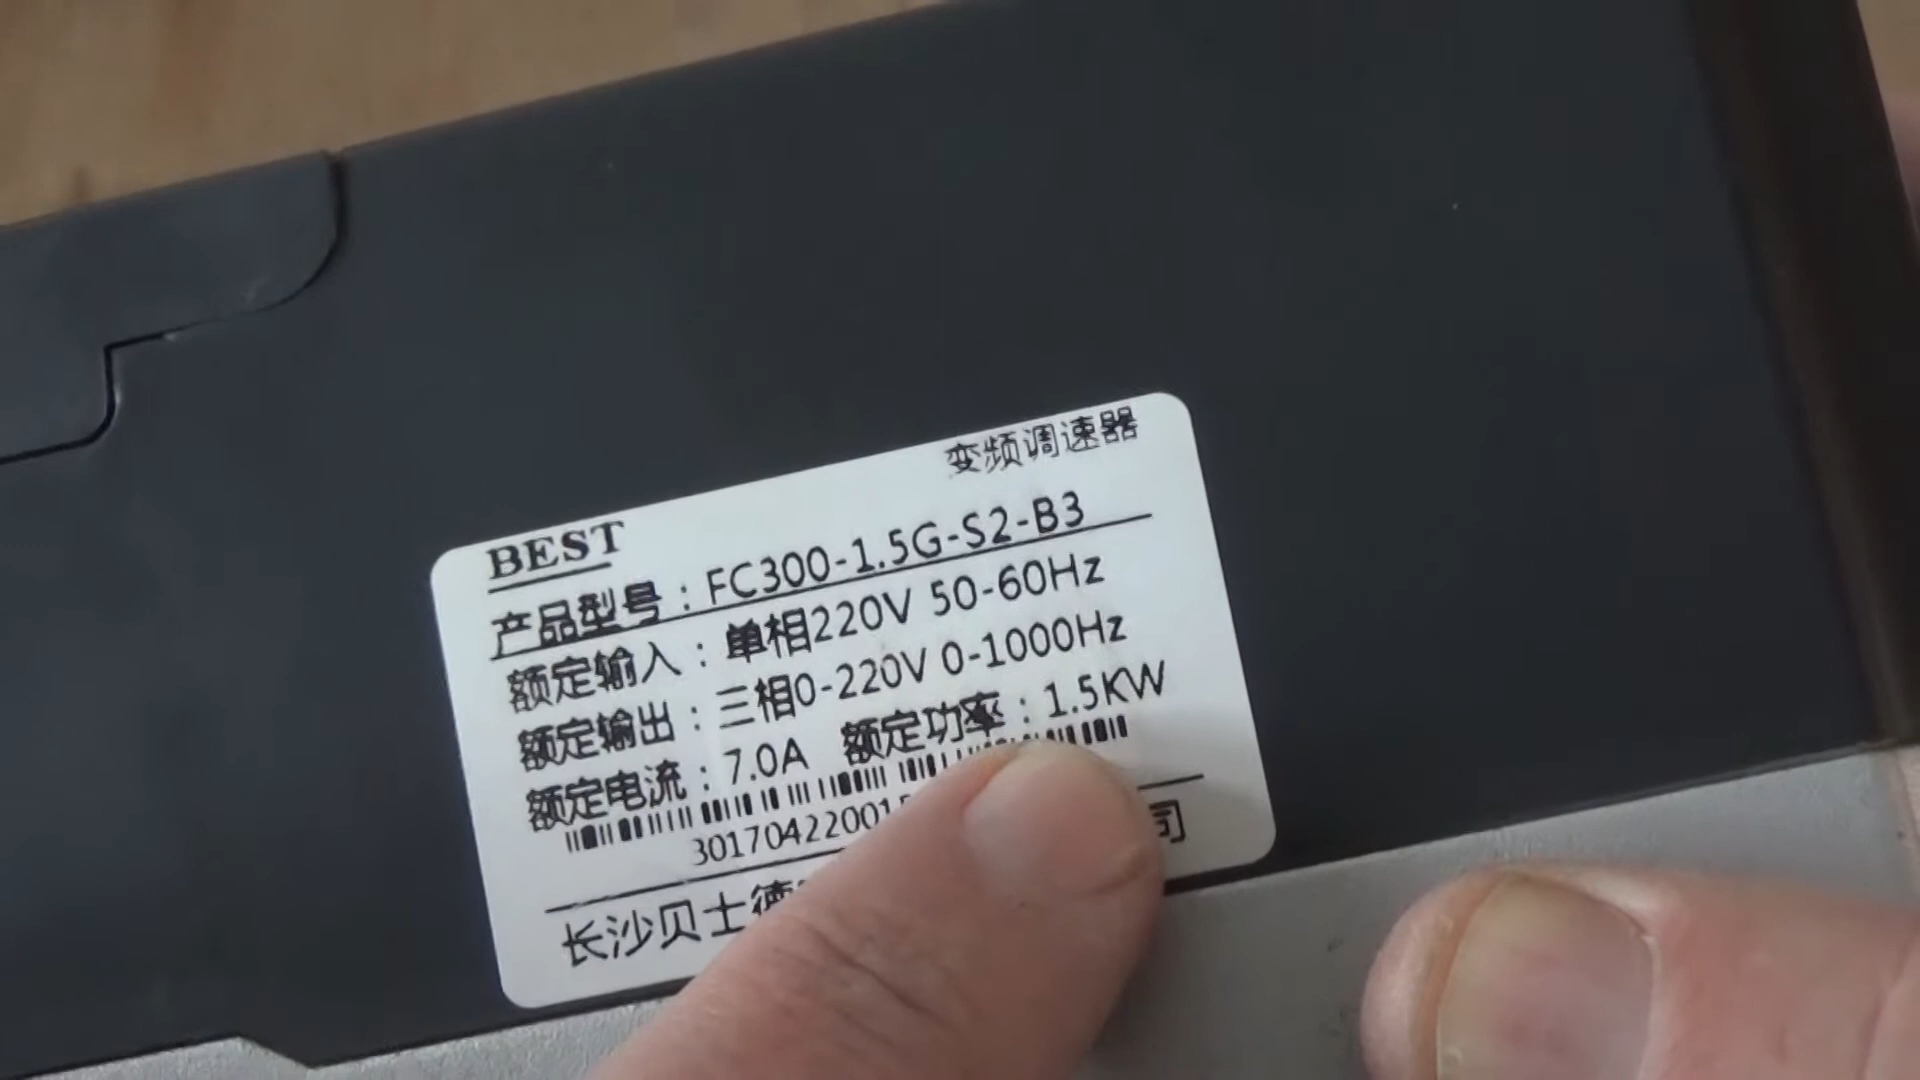 变频调速器
BEST
产品型号：FC300-1.5G-S2-B3
额定输入：单相220V 50-60Hz
额定输出：三相0-220V 0-1000Hz
额定电流：7.0A 额定功率：1.5KW
301704220015
长沙贝士德 司